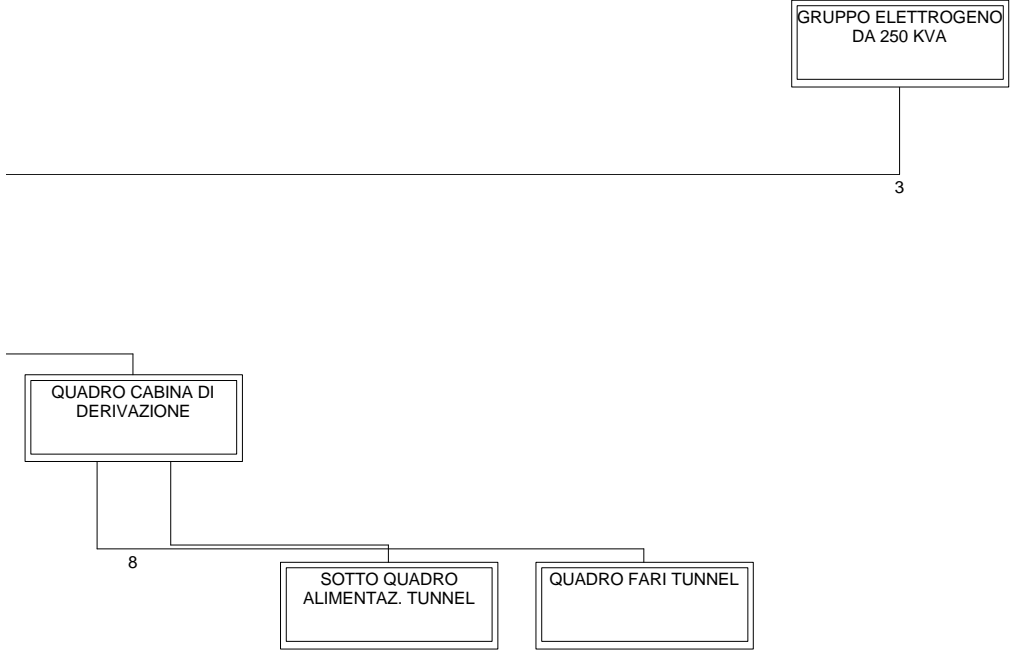 GRUPPO ELETTROGENO
DA 250 KVA
3
QUADRO CABINA DI
DERIVAZIONE
8
SOTTO QUADRO
ALIMENTAZ. TUNNEL
QUADRO FARI TUNNEL